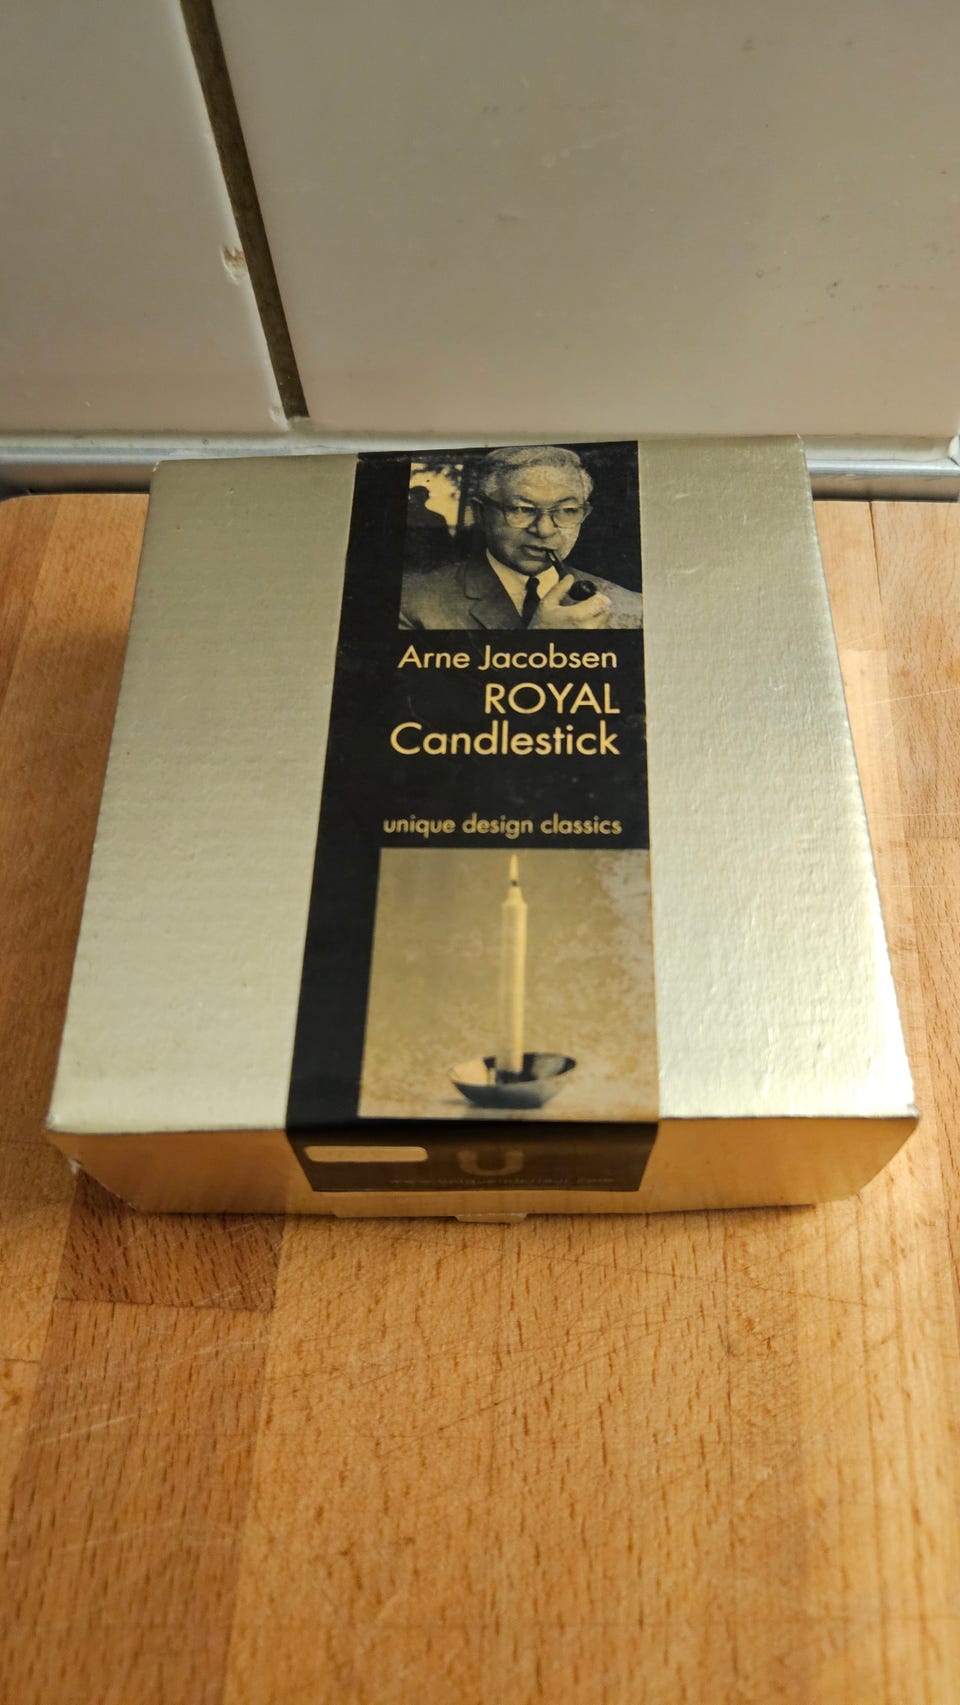 Arne Jacobsen
ROYAL
Candlestick
unique design classics
U